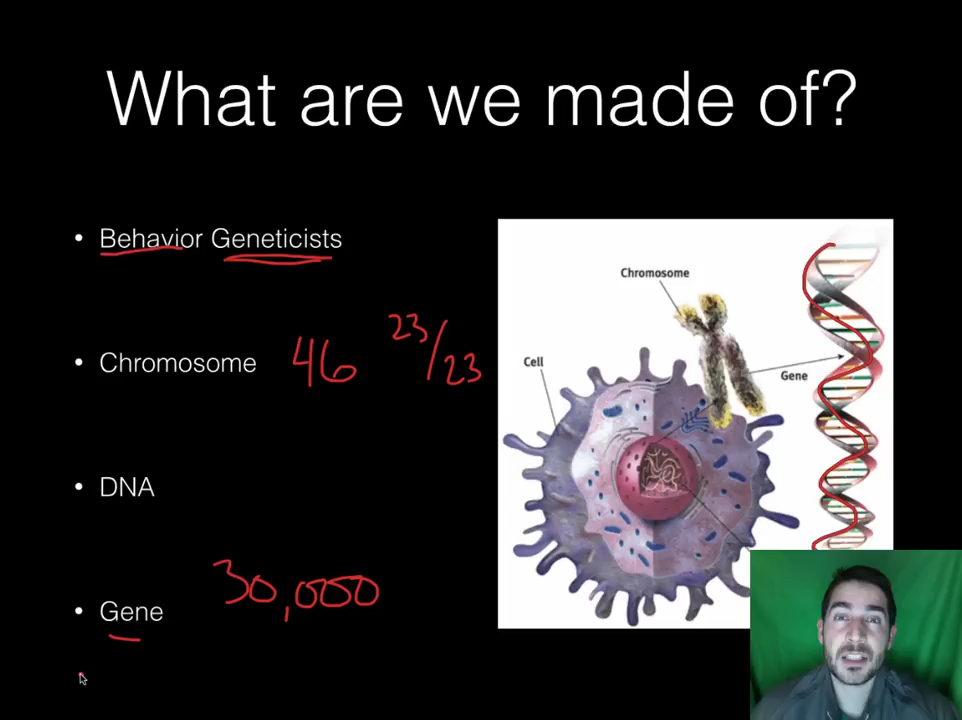 What are we made of?
• Behavior Geneticists
• Chromosome 46 23/23
• DNA
• Gene 30,000
Chromosome
Cell
Gene